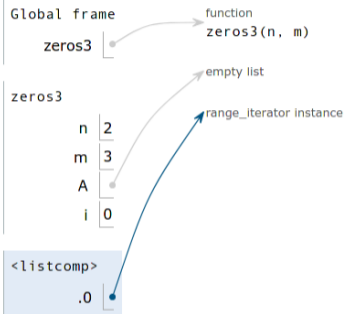 Global frame
function
zeros3
zeros3(n, m)
empty list
zeros3
range_iterator instance
n 2
m 3
A
i 0
<listcomp>
.0